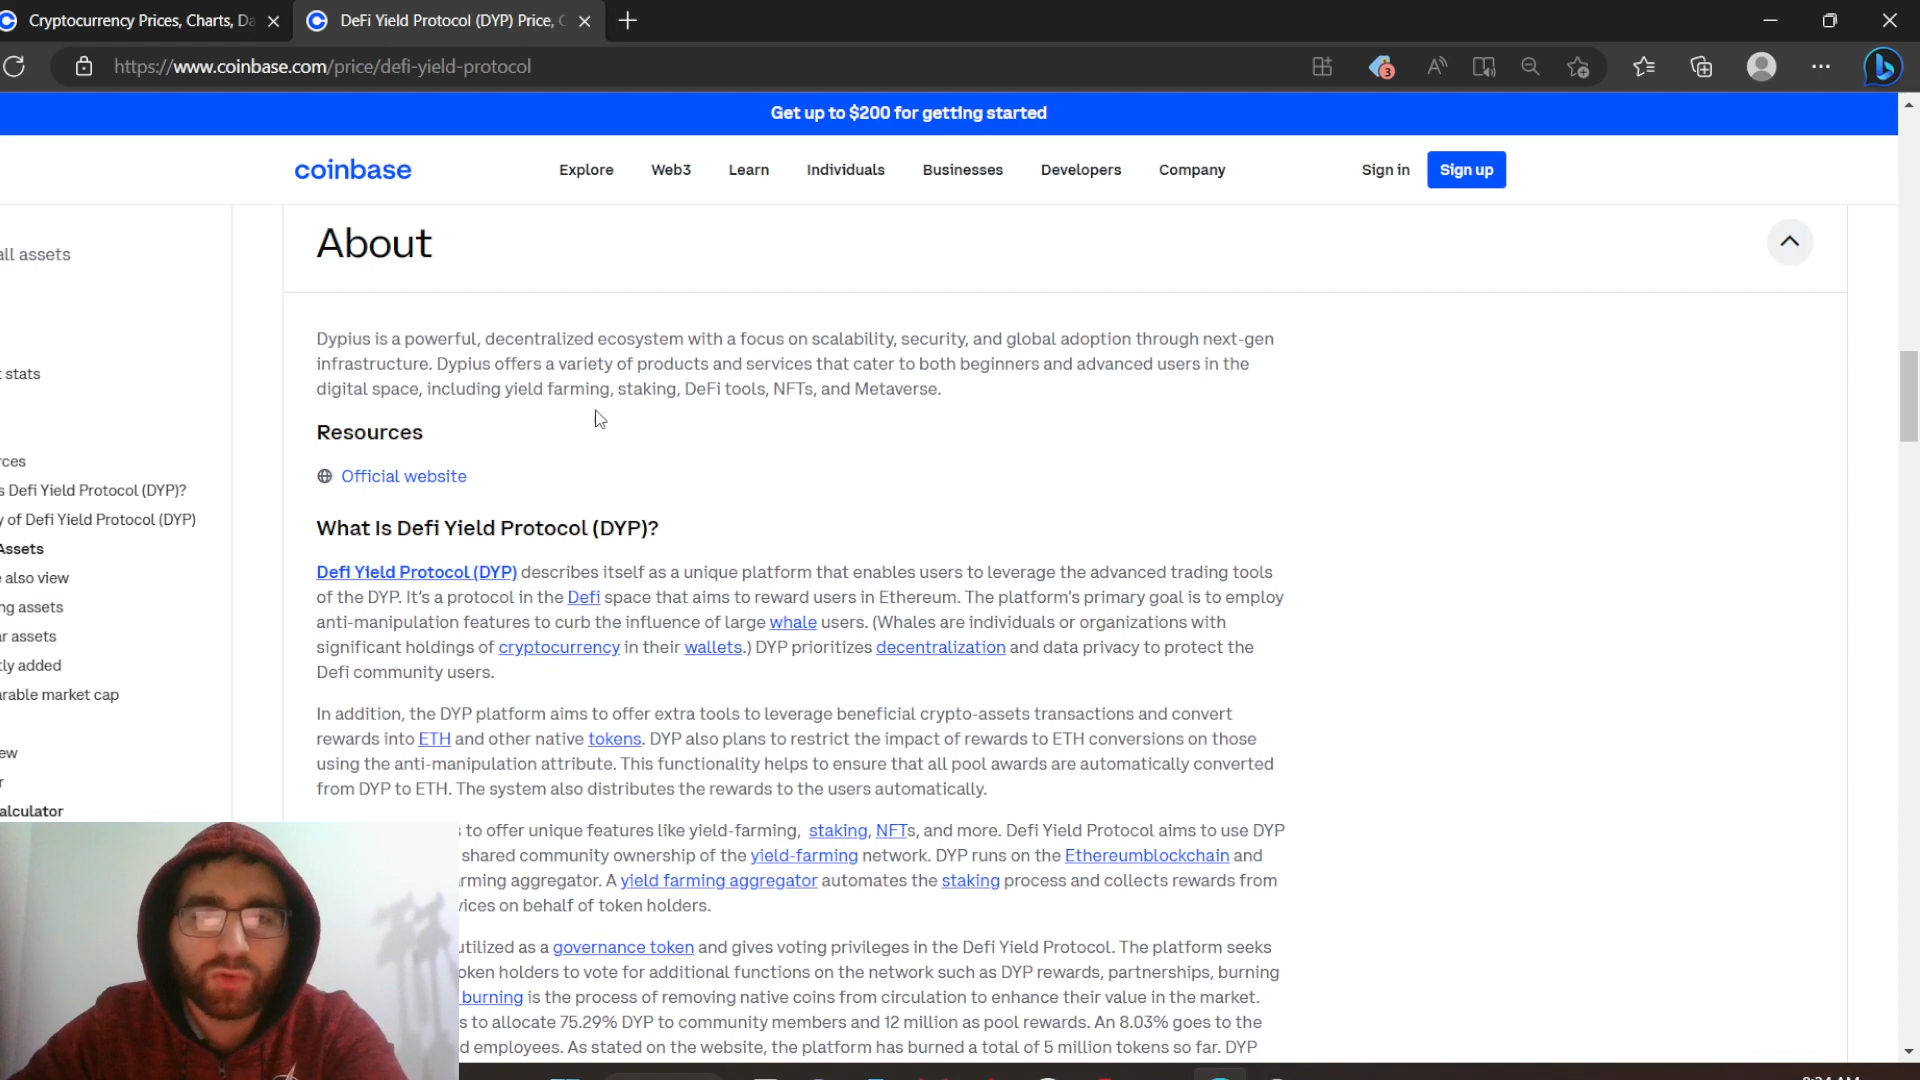 Cryptocurrency Prices, Charts, Da
DeFi Yield Protocol (DYP) Price, C
https://www.coinbase.com/price/defi-yield-protocol
3
Get up to $200 for getting started
coinbase
Explore
Web3
Learn
Individuals
Businesses
Developers
Company
Sign in
Sign up
all assets
stats
rces
s Defi Yield Protocol (DYP)?
y of Defi Yield Protocol (DYP)
Assets
also view
ng assets
r assets
tly added
rable market cap
ew
r
alculator
About
Dypius is a powerful, decentralized ecosystem with a focus on scalability, security, and global adoption through next-gen
infrastructure. Dypius offers a variety of products and services that cater to both beginners and advanced users in the
digital space, including yield farming, staking, DeFi tools, NFTs, and Metaverse.
Resources
Official website
What Is Defi Yield Protocol (DYP)?
Defi Yield Protocol (DYP) describes itself as a unique platform that enables users to leverage the advanced trading tools
of the DYP. It's a protocol in the Defi space that aims to reward users in Ethereum. The platform's primary goal is to employ
anti-manipulation features to curb the influence of large whale users. (Whales are individuals or organizations with
significant holdings of cryptocurrency in their wallets.) DYP prioritizes decentralization and data privacy to protect the
Defi community users.
In addition, the DYP platform aims to offer extra tools to leverage beneficial crypto-assets transactions and convert
rewards into ETH and other native tokens. DYP also plans to restrict the impact of rewards to ETH conversions on those
using the anti-manipulation attribute. This functionality helps to ensure that all pool awards are automatically converted
from DYP to ETH. The system also distributes the rewards to the users automatically.
to offer unique features like yield-farming, staking, NFTs, and more. Defi Yield Protocol aims to use DYP
shared community ownership of the yield-farming network. DYP runs on the Ethereumblockchain and
rming aggregator. A yield farming aggregator automates the staking process and collects rewards from
vices on behalf of token holders.
utilized as a governance token and gives voting privileges in the Defi Yield Protocol. The platform seeks
oken holders to vote for additional functions on the network such as DYP rewards, partnerships, burning
burning is the process of removing native coins from circulation to enhance their value in the market.
s to allocate 75.29% DYP to community members and 12 million as pool rewards. An 8.03% goes to the
d employees. As stated on the website, the platform has burned a total of 5 million tokens so far. DYP